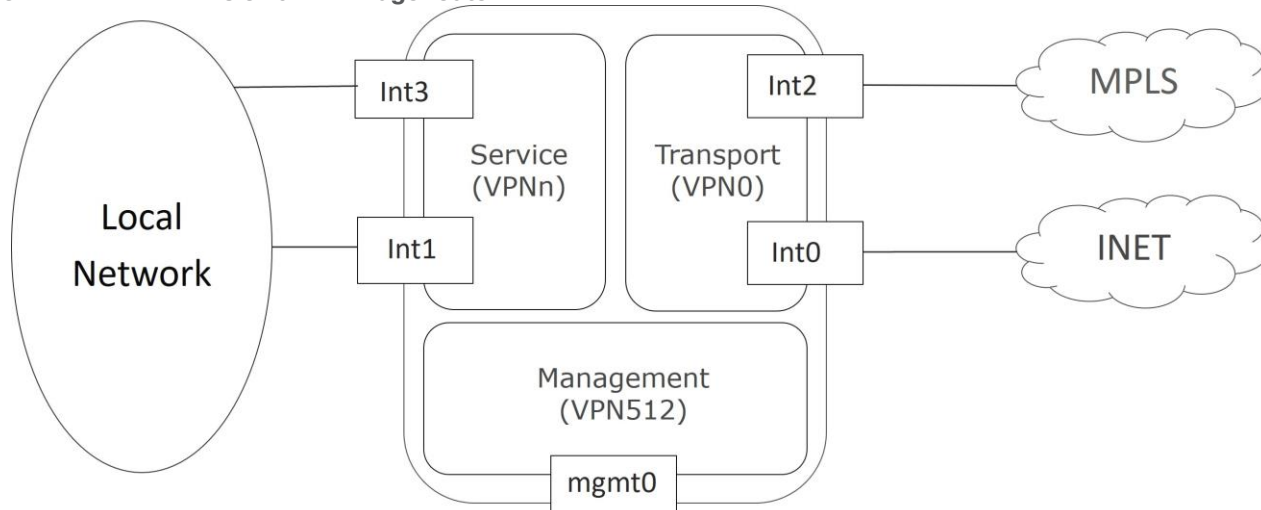 Int3
Int2
MPLS
Service
(VPNn)
Transport
(VPN0)
Local
Network
Int1
Int0
INET
Management
(VPN512)
mgmt0